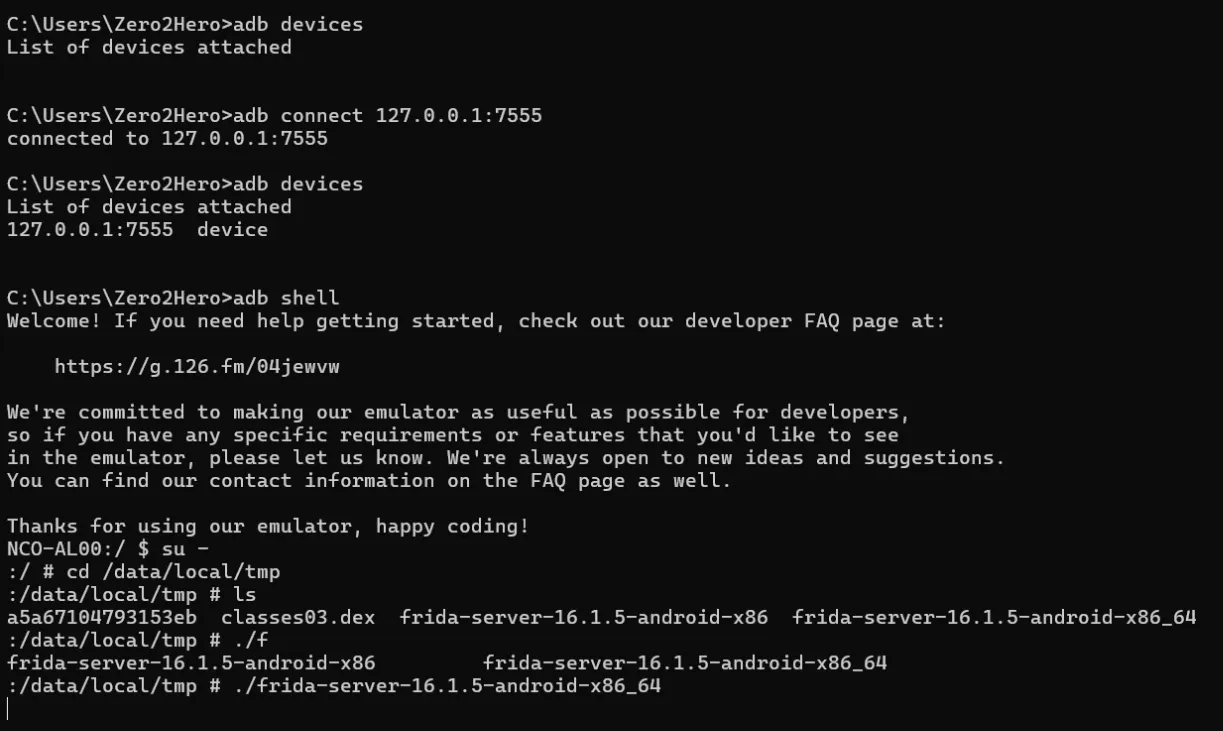 C:\Users\Zero2Hero>adb devices
List of devices attached
C:\Users\Zero2Hero>adb connect 127.0.0.1:7555
connected to 127.0.0.1:7555
C:\Users\Zero2Hero>adb devices
List of devices attached
127.0.0.1:7555  device
C:\Users\Zero2Hero>adb shell
Welcome! If you need help getting started, check out our developer FAQ page at:
https://g.126.fm/04jewvw
We're committed to making our emulator as useful as possible for developers,
so if you have any specific requirements or features that you'd like to see
in the emulator, please let us know. We're always open to new ideas and suggestions.
You can find our contact information on the FAQ page as well.
Thanks for using our emulator, happy coding!
NCO-AL00:/ $ su -
:/ # cd /data/local/tmp
:/data/local/tmp # ls
a5a67104793153eb  classes03.dex  frida-server-16.1.5-android-x86  frida-server-16.1.5-android-x86_64
:/data/local/tmp # ./f
frida-server-16.1.5-android-x86         frida-server-16.1.5-android-x86_64
:/data/local/tmp # ./frida-server-16.1.5-android-x86_64